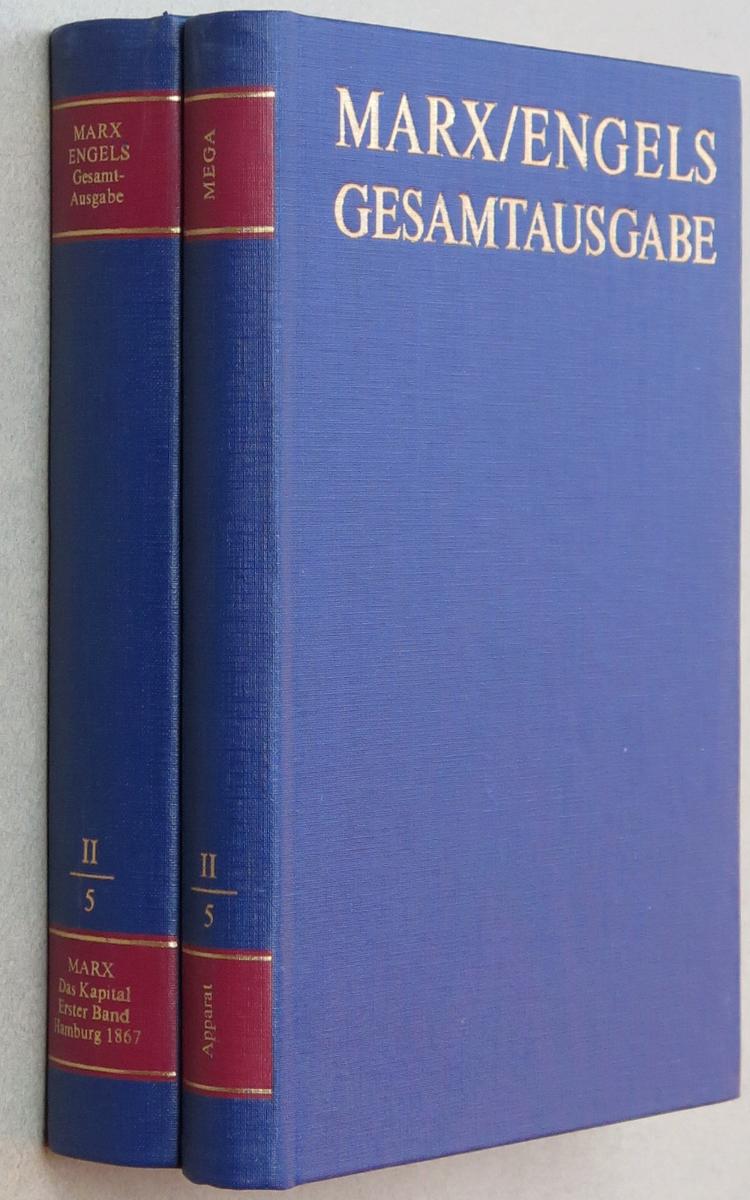 MARX
ENGELS
Gesamt-
Ausgabe
II
5
MARX
Das Kapital
Erster Band
Hamburg 1867
MEGA
II
5
Apparat
MARX/ENGELS
GESAMTAUSGABE